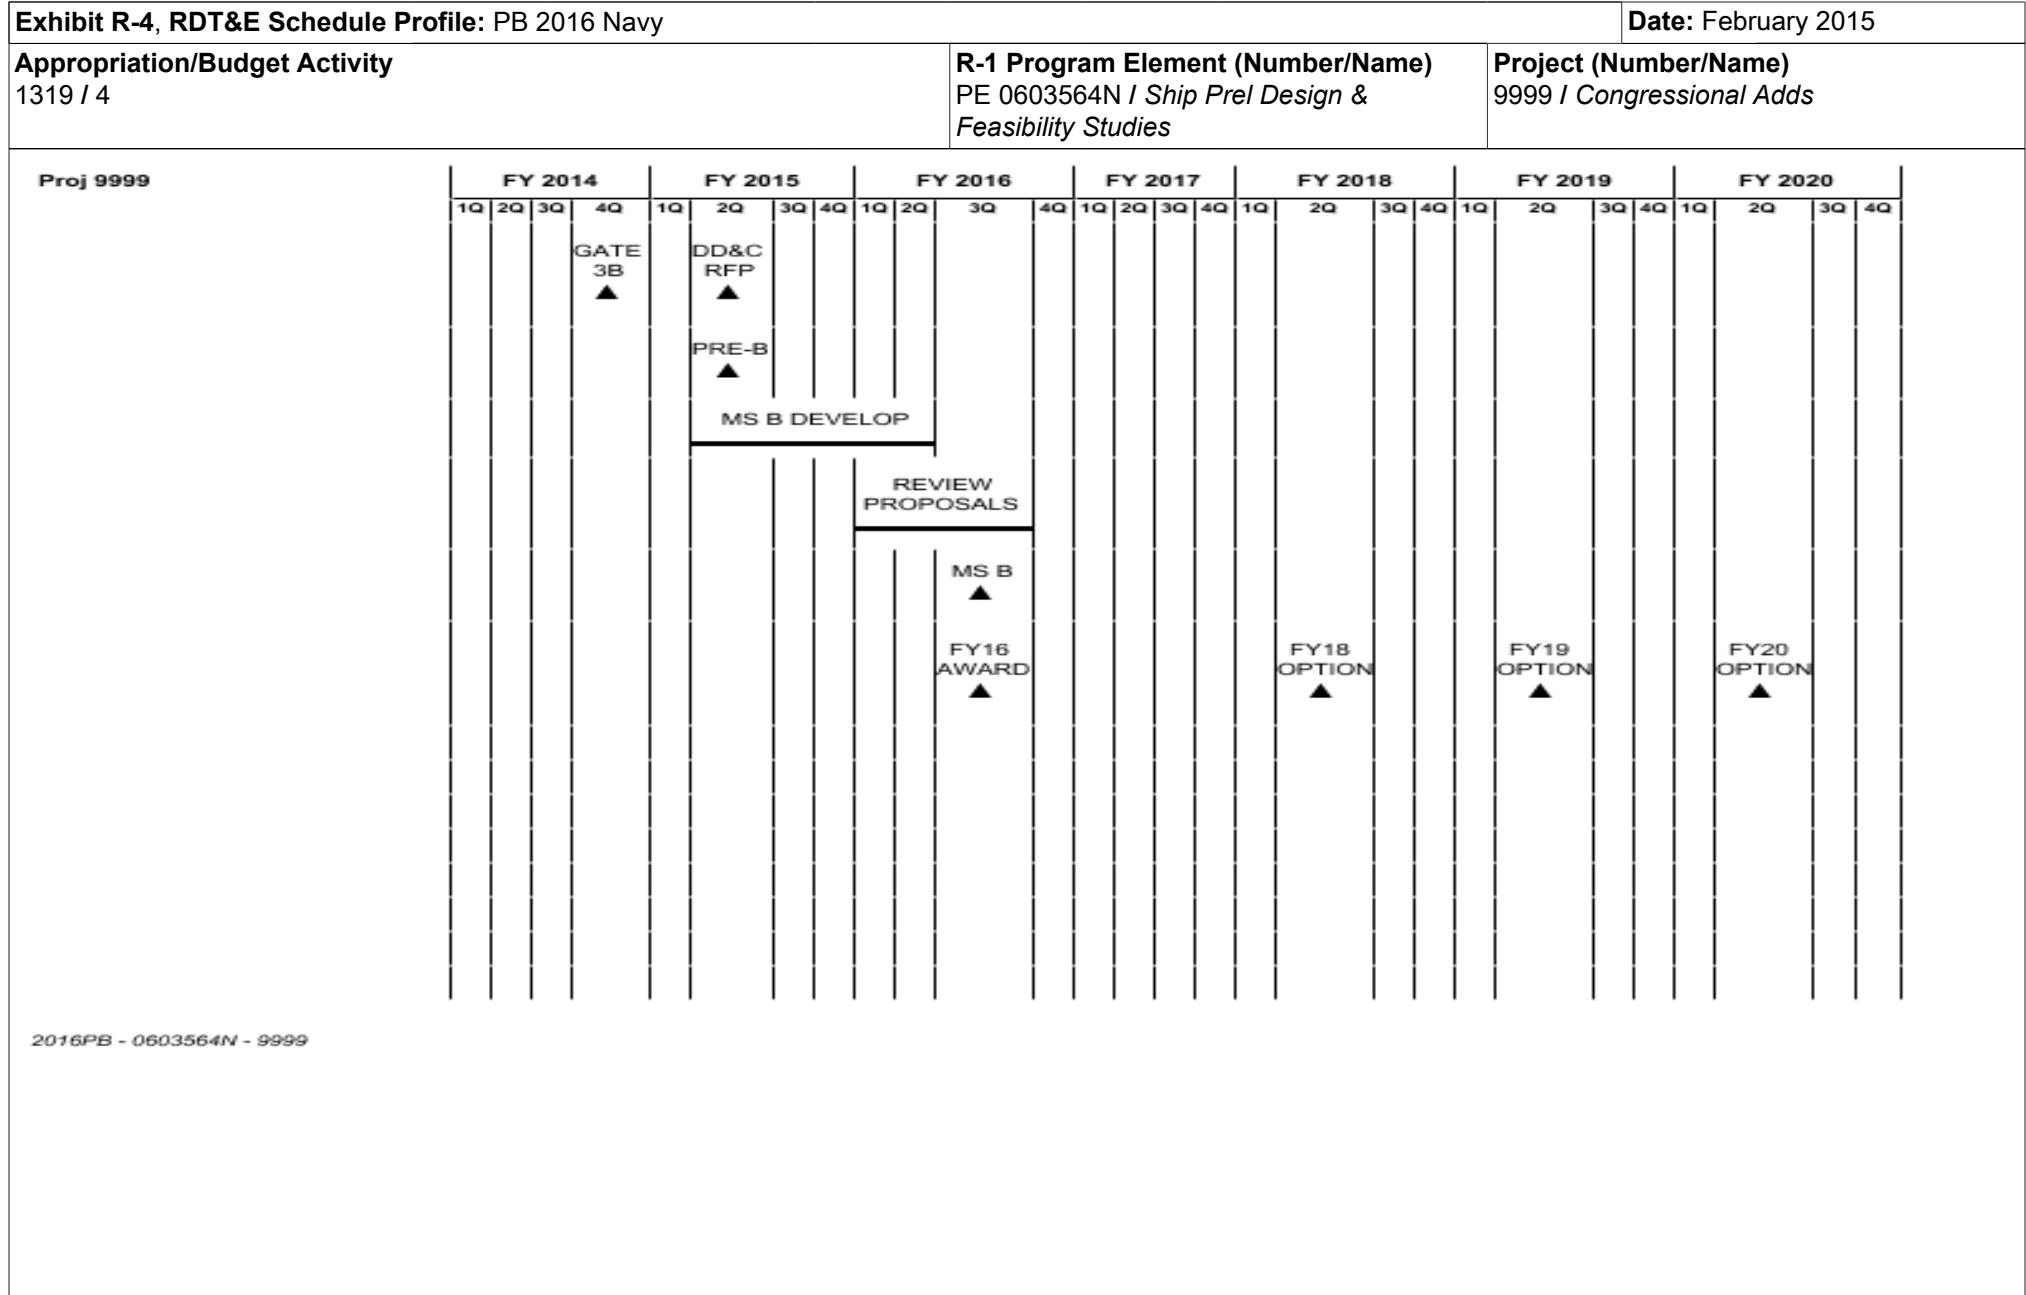 Exhibit R-4, RDT&E Schedule Profile: PB 2016 Navy
Date: February 2015
Appropriation/Budget Activity
1319 / 4
R-1 Program Element (Number/Name)
PE 0603564N / Ship Prel Design &
Feasibility Studies
Project (Number/Name)
9999 / Congressional Adds
Proj 9999
FY 2014 FY 2015 FY 2016 FY 2017 FY 2018 FY 2019 FY 2020
1Q 2Q 3Q 4Q 1Q 2Q 3Q 4Q 1Q 2Q 3Q 4Q 1Q 2Q 3Q 4Q 1Q 2Q 3Q 4Q 1Q 2Q 3Q 4Q 1Q 2Q 3Q 4Q
GATE
3B
DD&C
RFP
PRE-B
MS B DEVELOP
REVIEW
PROPOSALS
MS B
FY16
AWARD
FY18
OPTION
FY19
OPTION
FY20
OPTION
2016PB - 0603564N - 9999